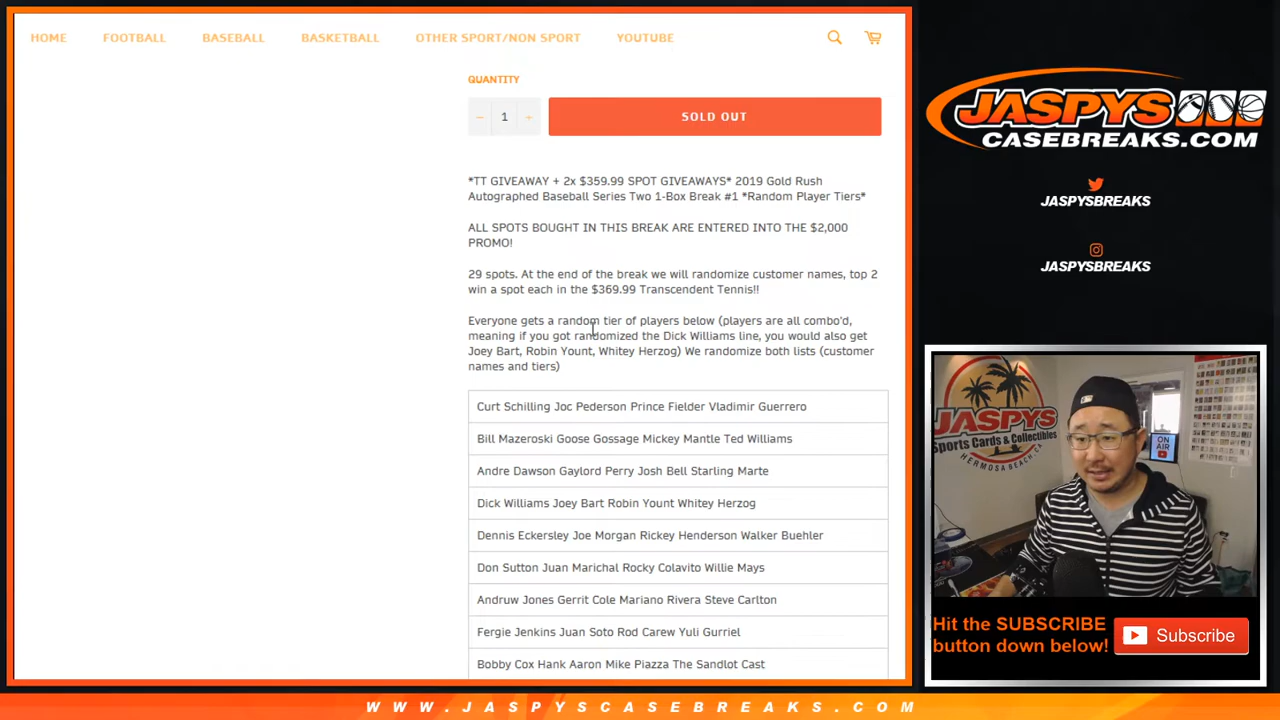 HOME FOOTBALL BASEBALL BASKETBALL OTHER SPORT/NON SPORT YOUTUBE
QUANTITY
− 1 +
SOLD OUT
*TT GIVEAWAY + 2x $359.99 SPOT GIVEAWAYS* 2019 Gold Rush
Autographed Baseball Series Two 1-Box Break #1 *Random Player Tiers*
ALL SPOTS BOUGHT IN THIS BREAK ARE ENTERED INTO THE $2,000
PROMO!
29 spots. At the end of the break we will randomize customer names, top 2
win a spot each in the $369.99 Transcendent Tennis!!
Everyone gets a random tier of players below (players are all combo'd,
meaning if you got randomized the Dick Williams line, you would also get
Joey Bart, Robin Yount, Whitey Herzog) We randomize both lists (customer
names and tiers)
Curt Schilling Joc Pederson Prince Fielder Vladimir Guerrero
Bill Mazeroski Goose Gossage Mickey Mantle Ted Williams
Andre Dawson Gaylord Perry Josh Bell Starling Marte
Dick Williams Joey Bart Robin Yount Whitey Herzog
Dennis Eckersley Joe Morgan Rickey Henderson Walker Buehler
Don Sutton Juan Marichal Rocky Colavito Willie Mays
Andruw Jones Gerrit Cole Mariano Rivera Steve Carlton
Fergie Jenkins Juan Soto Rod Carew Yuli Gurriel
Bobby Cox Hank Aaron Mike Piazza The Sandlot Cast
JASPYS
CASEBREAKS.COM
JASPYSBREAKS
JASPYSBREAKS
JASPYS
Sports Cards & Collectibles
HERMOSA BEACH, CA
ON
AIR
Hit the SUBSCRIBE
button down below!
Subscribe
WWW.JASPYSCASEBREAKS.COM